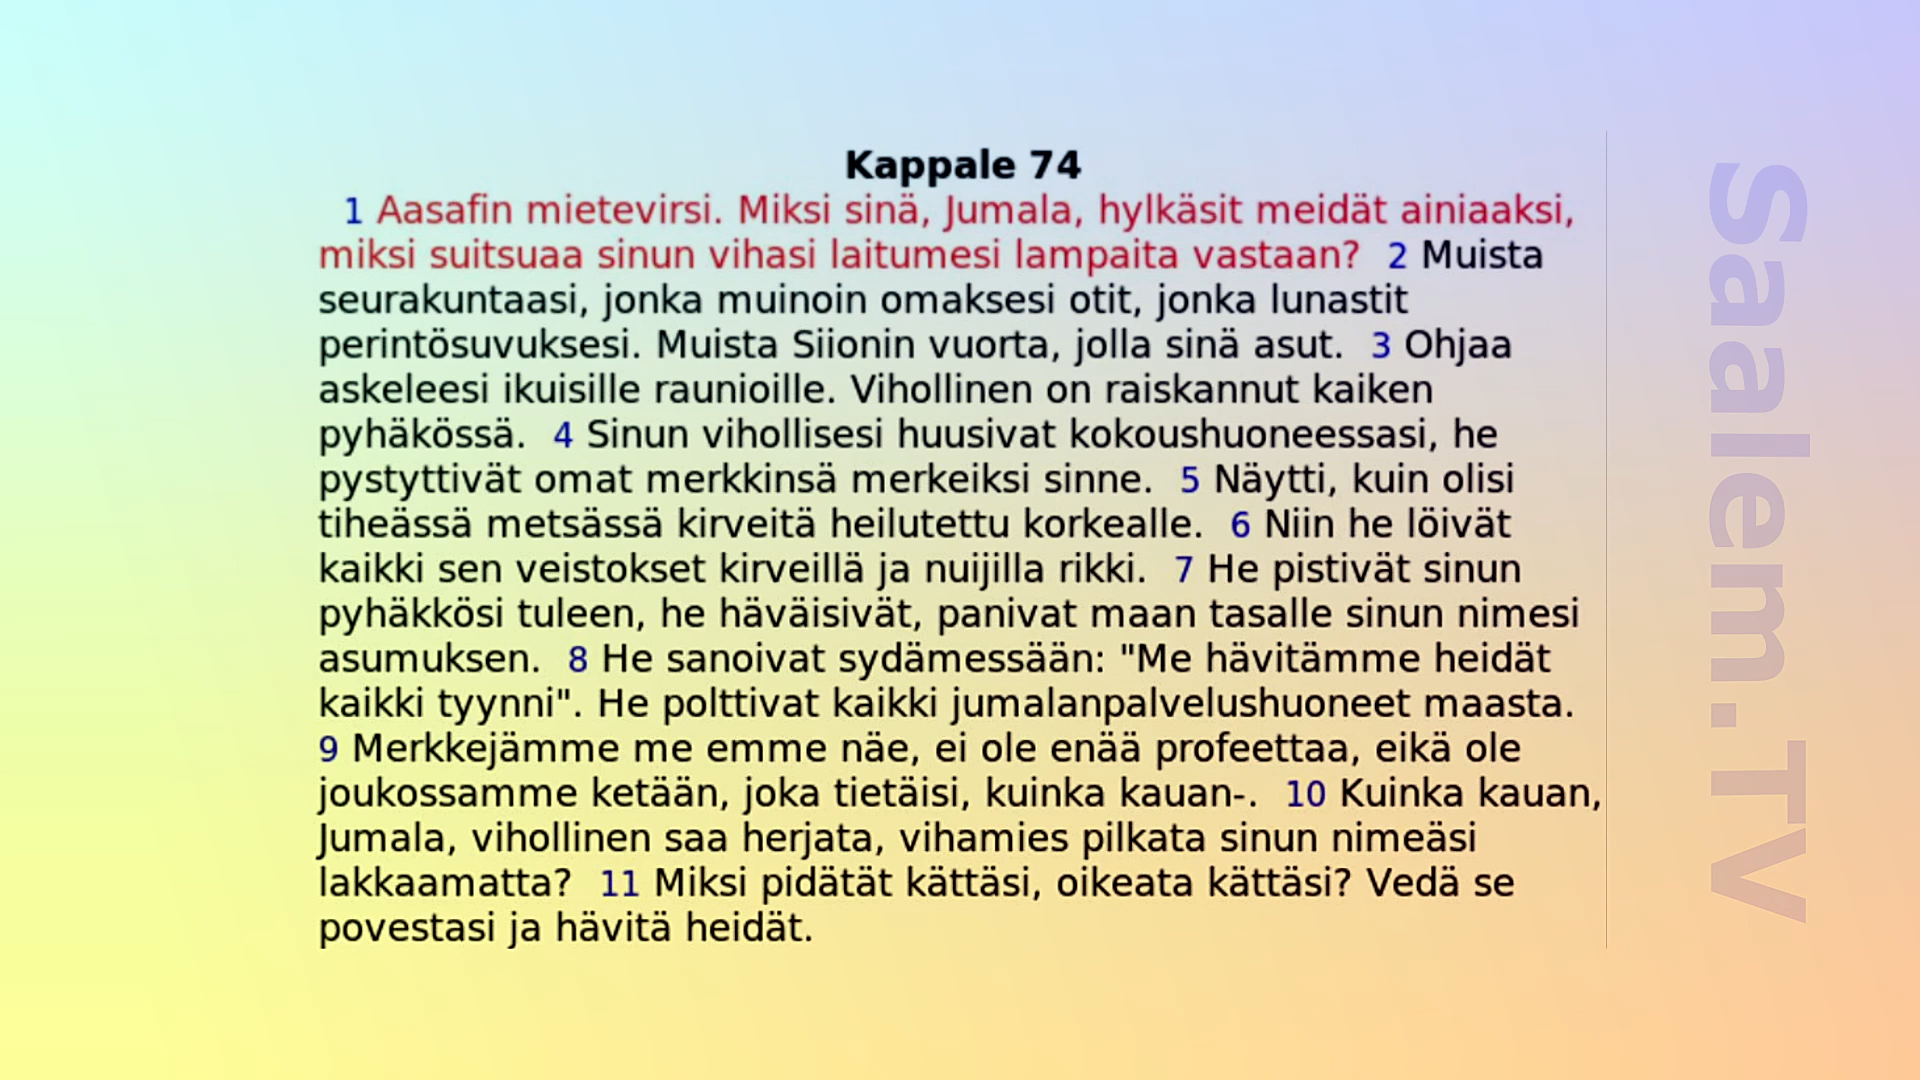 Kappale 74
1 Aasafin mietevirsi. Miksi sinä, Jumala, hylkäsit meidät ainiaaksi,
miksi suitsuaa sinun vihasi laitumesi lampaita vastaan? 2 Muista
seurakuntaasi, jonka muinoin omaksesi otit, jonka lunastit
perintösuvuksesi. Muista Siionin vuorta, jolla sinä asut. 3 Ohjaa
askeleesi ikuisille raunioille. Vihollinen on raiskannut kaiken
pyhäkössä. 4 Sinun vihollisesi huusivat kokoushuoneessasi, he
pystyttivät omat merkkinsä merkeiksi sinne. 5 Näytti, kuin olisi
tiheässä metsässä kirveitä heilutettu korkealle. 6 Niin he löivät
kaikki sen veistokset kirveillä ja nuijilla rikki. 7 He pistivät sinun
pyhäkkösi tuleen, he häväisivät, panivat maan tasalle sinun nimesi
asumuksen. 8 He sanoivat sydämessään: "Me hävitämme heidät
kaikki tyynni". He polttivat kaikki jumalanpalvelushuoneet maasta.
9 Merkkejämme me emme näe, ei ole enää profeettaa, eikä ole
joukossamme ketään, joka tietäisi, kuinka kauan-. 10 Kuinka kauan,
Jumala, vihollinen saa herjata, vihamies pilkata sinun nimeäsi
lakkaamatta? 11 Miksi pidätät kättäsi, oikeata kättäsi? Vedä se
povestasi ja hävitä heidät.
Saalem.TV